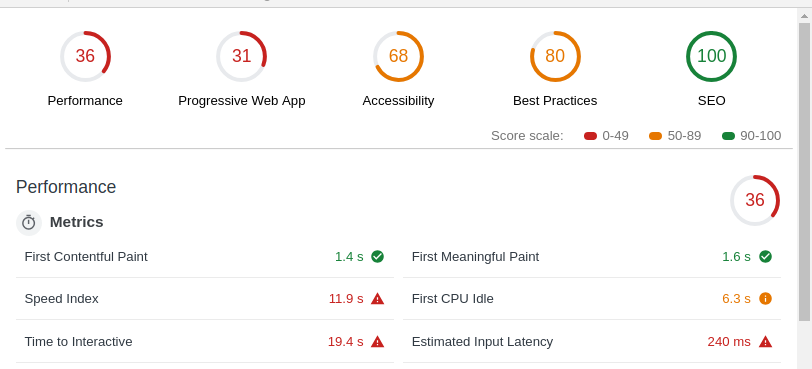 36 31 68 80 100
Performance Progressive Web App Accessibility Best Practices SEO
Score scale: 0-49 50-89 90-100
Performance 36
Metrics
First Contentful Paint 1.4 s First Meaningful Paint 1.6 s
Speed Index 11.9 s First CPU Idle 6.3 s
Time to Interactive 19.4 s Estimated Input Latency 240 ms